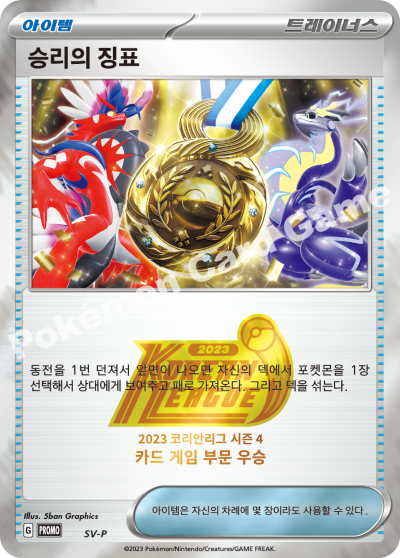 아이템 트레이너스
승리의 징표
Pokémon Card Game
2023
KOREAN
LEAGUE
동전을 1번 던져서 앞면이 나오면 자신의 덱에서 포켓몬을 1장
선택해서 상대에게 보여주고 패로 가져온다. 그리고 덱을 섞는다.
2023 코리안리그 시즌 4
카드 게임 부문 우승
Illus. 5ban Graphics
G PROMO SV-P
아이템은 자신의 차례에 몇 장이라도 사용할 수 있다.
©2023 Pokémon/Nintendo/Creatures/GAME FREAK.